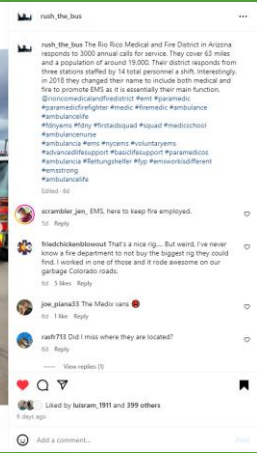 rush_the_bus
rush_the_bus The Rio Rico Medical and Fire District in Arizona
responds to 3000 annual calls for service. They cover 63 miles
and a population of around 19,000. Their district responds from
three stations staffed by 14 total personnel a shift. Interestingly,
in 2018 they changed their name to include both medical and
fire to promote EMS as it is essentially their main function.
@rioricomedicalandfiredistrict #emt #paramedic
#paramedicfirefighter #medic #firemedic #ambulance
#ambulancelife
#fdnyems #fdny #firstaidsquad #squad #medicschool
#ambulancenurse
#ambulancia #ems #nycems #voluntaryems
#advancedlifesupport #basiclifesupport #paramedicos
#ambulancia #Rettungshelfer #fyp #emsworkisdifferent
#emsstrong
#ambulancelife
Edited · 6d
scrambler_jen_ EMS, here to keep fire employed.
5d Reply
friedchickenblowout That's a nice rig.... But weird, I've never
know a fire department to not buy the biggest rig they could
find. I worked in one of those and it rode awesome on our
garbage Colorado roads.
6d 5 likes Reply
joe_piana33 The Medix vans
6d 1 like Reply
rasfr713 Did I miss where they are located?
6d Reply
View replies (1)
Liked by luisram_1911 and 399 others
6 days ago
Add a comment...
Post